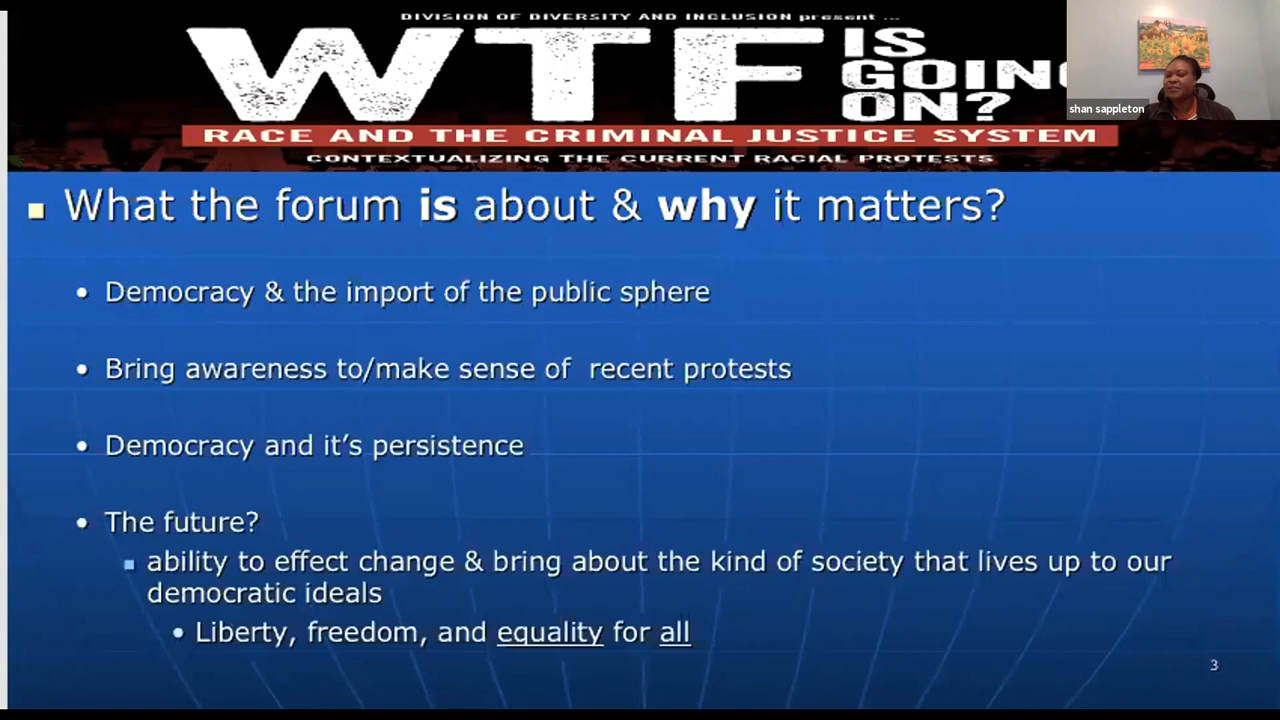 DIVISION OF DIVERSITY AND INCLUSION present ...
WTF IS
GOING
ON?
RACE AND THE CRIMINAL JUSTICE SYSTEM
CONTEXTUALIZING THE CURRENT RACIAL PROTESTS
shan sappleton
What the forum is about & why it matters?
• Democracy & the import of the public sphere
• Bring awareness to/make sense of recent protests
• Democracy and it's persistence
• The future?
ability to effect change & bring about the kind of society that lives up to our
democratic ideals
• Liberty, freedom, and equality for all
3